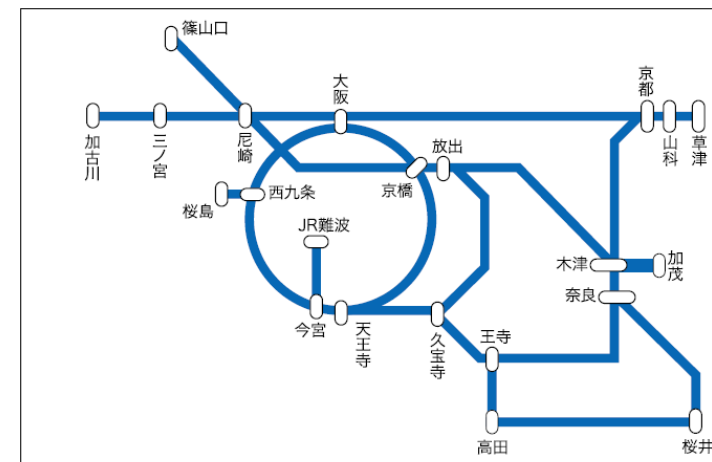 篠山口
大阪
京都
加古川
三ノ宮
尼崎
山科
草津
放出
京橋
桜島
西九条
JR難波
木津
加茂
奈良
今宮
天王寺
久宝寺
王寺
高田
桜井